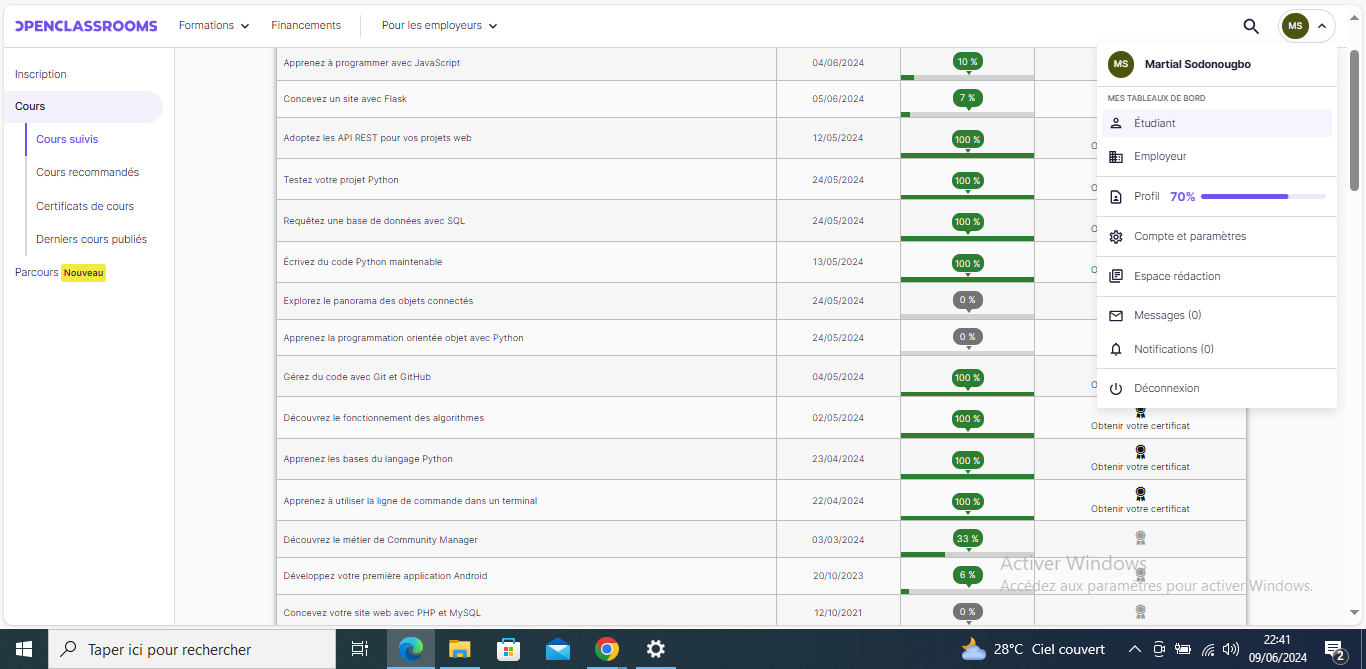 OPENCLASSROOMS Formations Financements Pour les employeurs MS
MS Martial Sodonougbo
MES TABLEAUX DE BORD
Étudiant
Employeur
Profil 70%
Compte et paramètres
Espace rédaction
Messages (0)
Notifications (0)
Déconnexion
Inscription
Cours
Cours suivis
Cours recommandés
Certificats de cours
Derniers cours publiés
Parcours Nouveau
Apprenez à programmer avec JavaScript 04/06/2024 10 %
Concevez un site avec Flask 05/06/2024 7 %
Adoptez les API REST pour vos projets web 12/05/2024 100 % O
Testez votre projet Python 24/05/2024 100 % O
Requêtez une base de données avec SQL 24/05/2024 100 % O
Écrivez du code Python maintenable 13/05/2024 100 % O
Explorez le panorama des objets connectés 24/05/2024 0 %
Apprenez la programmation orientée objet avec Python 24/05/2024 0 %
Gérez du code avec Git et GitHub 04/05/2024 100 % O
Découvrez le fonctionnement des algorithmes 02/05/2024 100 % Obtenir votre certificat
Apprenez les bases du langage Python 23/04/2024 100 % Obtenir votre certificat
Apprenez à utiliser la ligne de commande dans un terminal 22/04/2024 100 % Obtenir votre certificat
Découvrez le métier de Community Manager 03/03/2024 33 %
Développez votre première application Android 20/10/2023 6 %
Concevez votre site web avec PHP et MySQL 12/10/2021 0 %
Activer Windows
Accédez aux paramètres pour activer Windows.
Taper ici pour rechercher
28°C Ciel couvert
22:41
09/06/2024
2